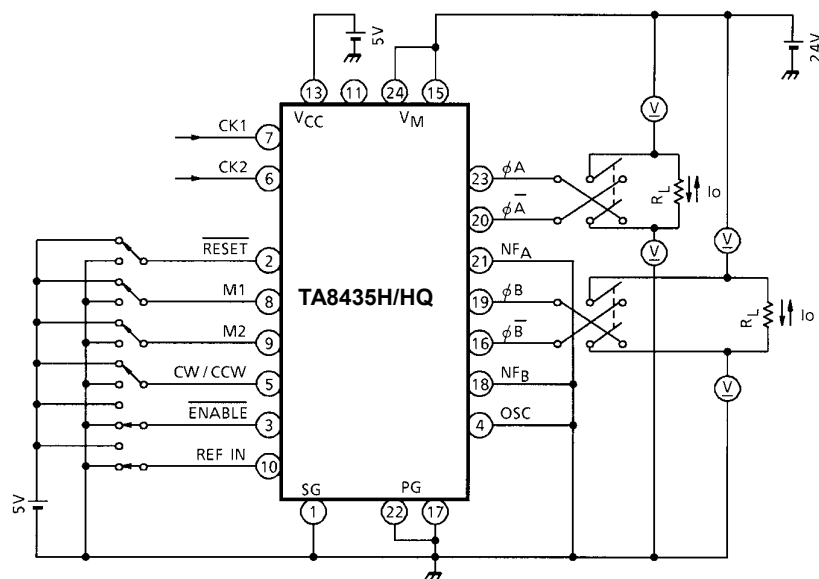 5V
24V
13
11
24
15
VCC
VM
CK1
7
CK2
6
RESET
2
M1
8
M2
9
CW / CCW
5
ENABLE
3
REF IN
10
TA8435H/HQ
23
φA
20
φA̅
21
NFA
19
φB
16
φB̅
18
NFB
4
OSC
V
RL
Io
V
V
RL
Io
V
SG
1
PG
22
17
5V